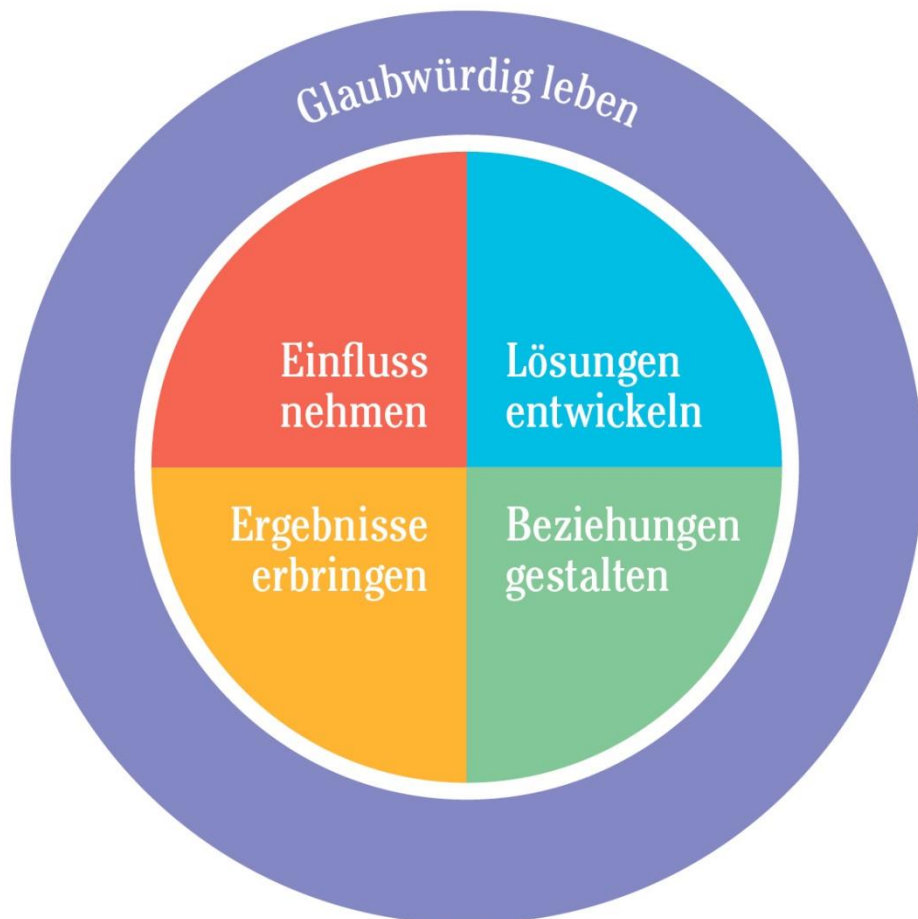 Glaubwürdig leben
Einfluss
nehmen
Lösungen
entwickeln
Ergebnisse
erbringen
Beziehungen
gestalten